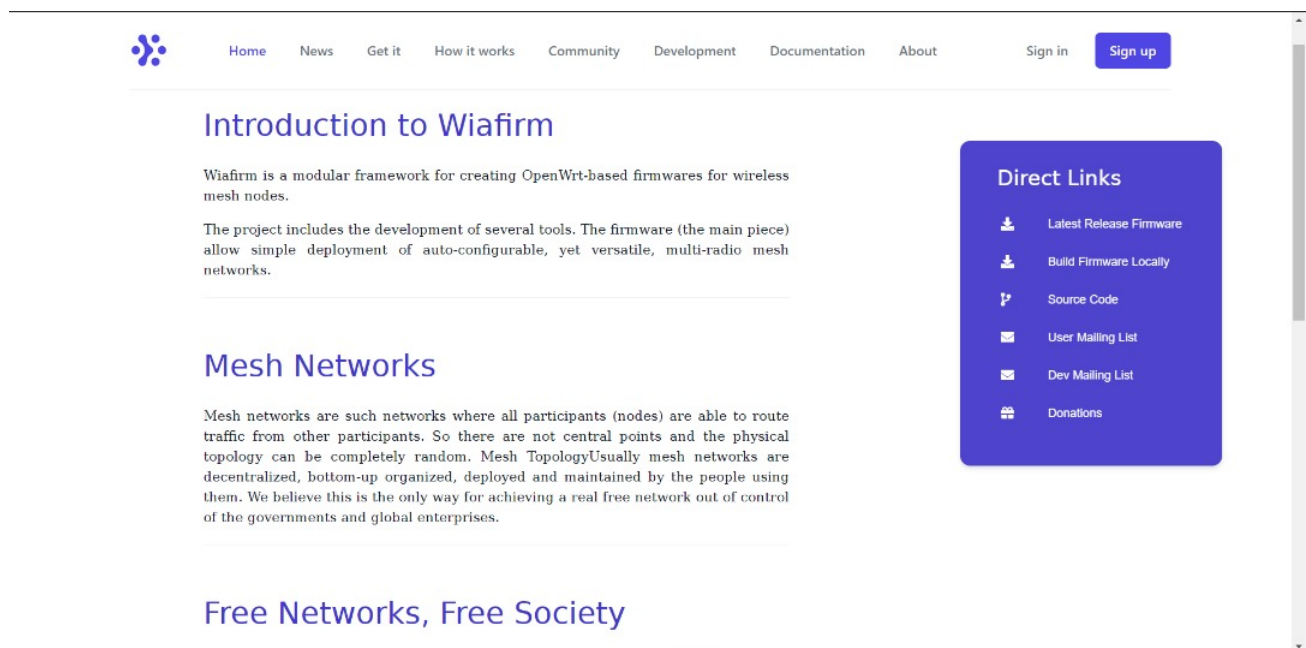 Home News Get it How it works Community Development Documentation About Sign in Sign up
Introduction to Wiafirm
Wiafirm is a modular framework for creating OpenWrt-based firmwares for wireless
mesh nodes.
The project includes the development of several tools. The firmware (the main piece)
allow simple deployment of auto-configurable, yet versatile, multi-radio mesh
networks.
Mesh Networks
Mesh networks are such networks where all participants (nodes) are able to route
traffic from other participants. So there are not central points and the physical
topology can be completely random. Mesh TopologyUsually mesh networks are
decentralized, bottom-up organized, deployed and maintained by the people using
them. We believe this is the only way for achieving a real free network out of control
of the governments and global enterprises.
Free Networks, Free Society
Direct Links
Latest Release Firmware
Build Firmware Locally
Source Code
User Mailing List
Dev Mailing List
Donations